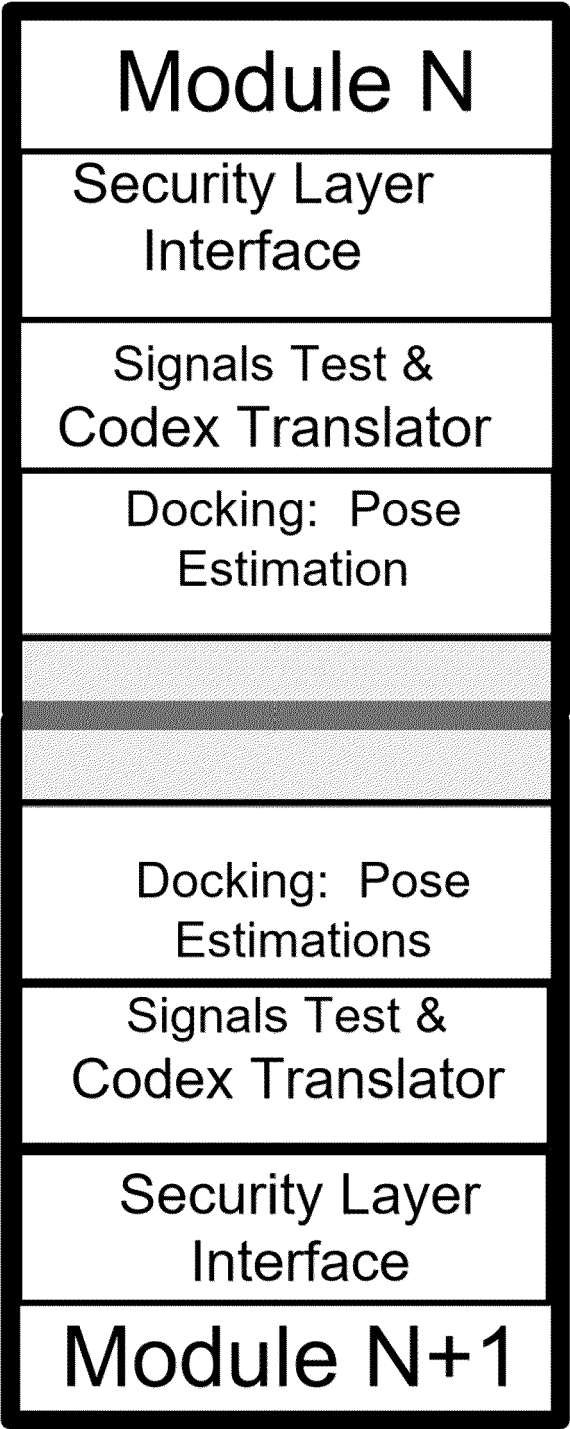 Module N
Security Layer
Interface
Signals Test &
Codex Translator
Docking:  Pose
Estimation
Docking:  Pose
Estimations
Signals Test &
Codex Translator
Security Layer
Interface
Module N+1